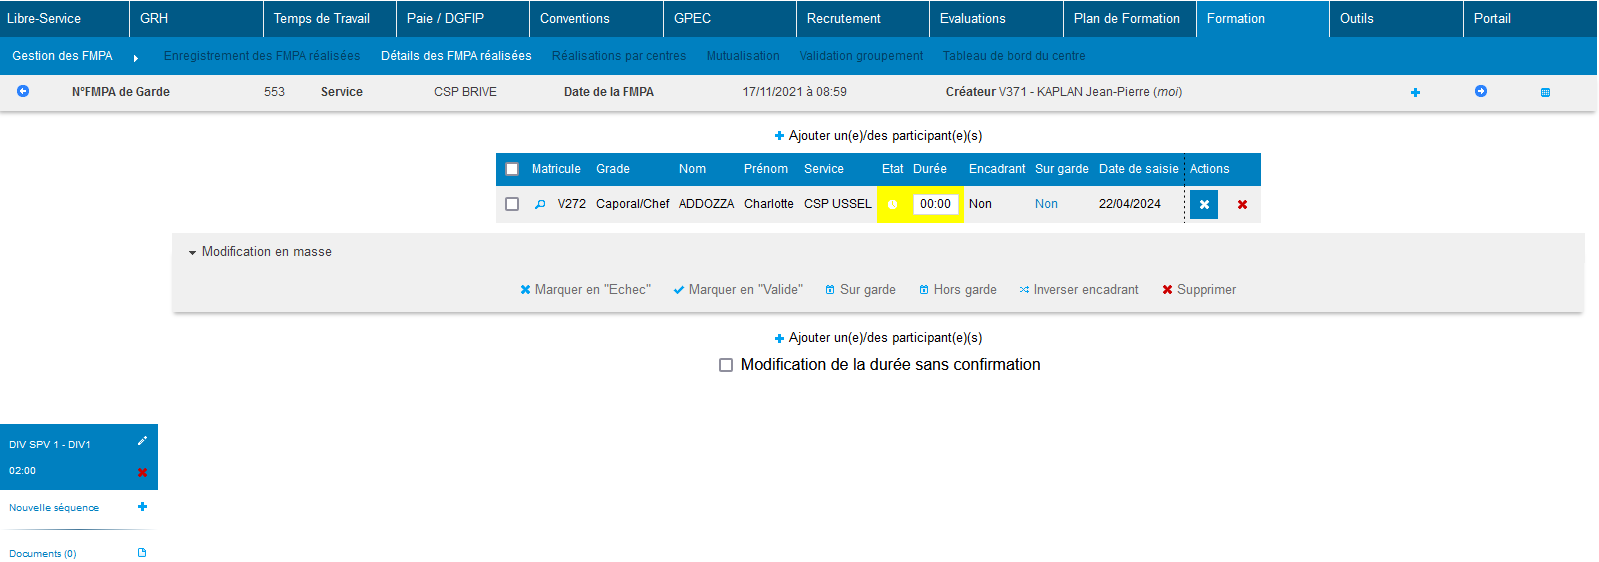 Libre-Service GRH Temps de Travail Paie / DGFIP Conventions GPEC Recrutement Evaluations Plan de Formation Formation Outils Portail
Gestion des FMPA Enregistrement des FMPA réalisées Détails des FMPA réalisées Réalisations par centres Mutualisation Validation groupement Tableau de bord du centre
N°FMPA de Garde 553 Service CSP BRIVE Date de la FMPA 17/11/2021 à 08:59 Créateur V371 - KAPLAN Jean-Pierre (moi)
Ajouter un(e)/des participant(e)(s)
Matricule Grade Nom Prénom Service Etat Durée Encadrant Sur garde Date de saisie Actions
V272 Caporal/Chef ADDOZZA Charlotte CSP USSEL 00:00 Non Non 22/04/2024
Modification en masse
Marquer en "Echec" Marquer en "Valide" Sur garde Hors garde Inverser encadrant Supprimer
Ajouter un(e)/des participant(e)(s)
Modification de la durée sans confirmation
DIV SPV 1 - DIV1
02:00
Nouvelle séquence
Documents (0)